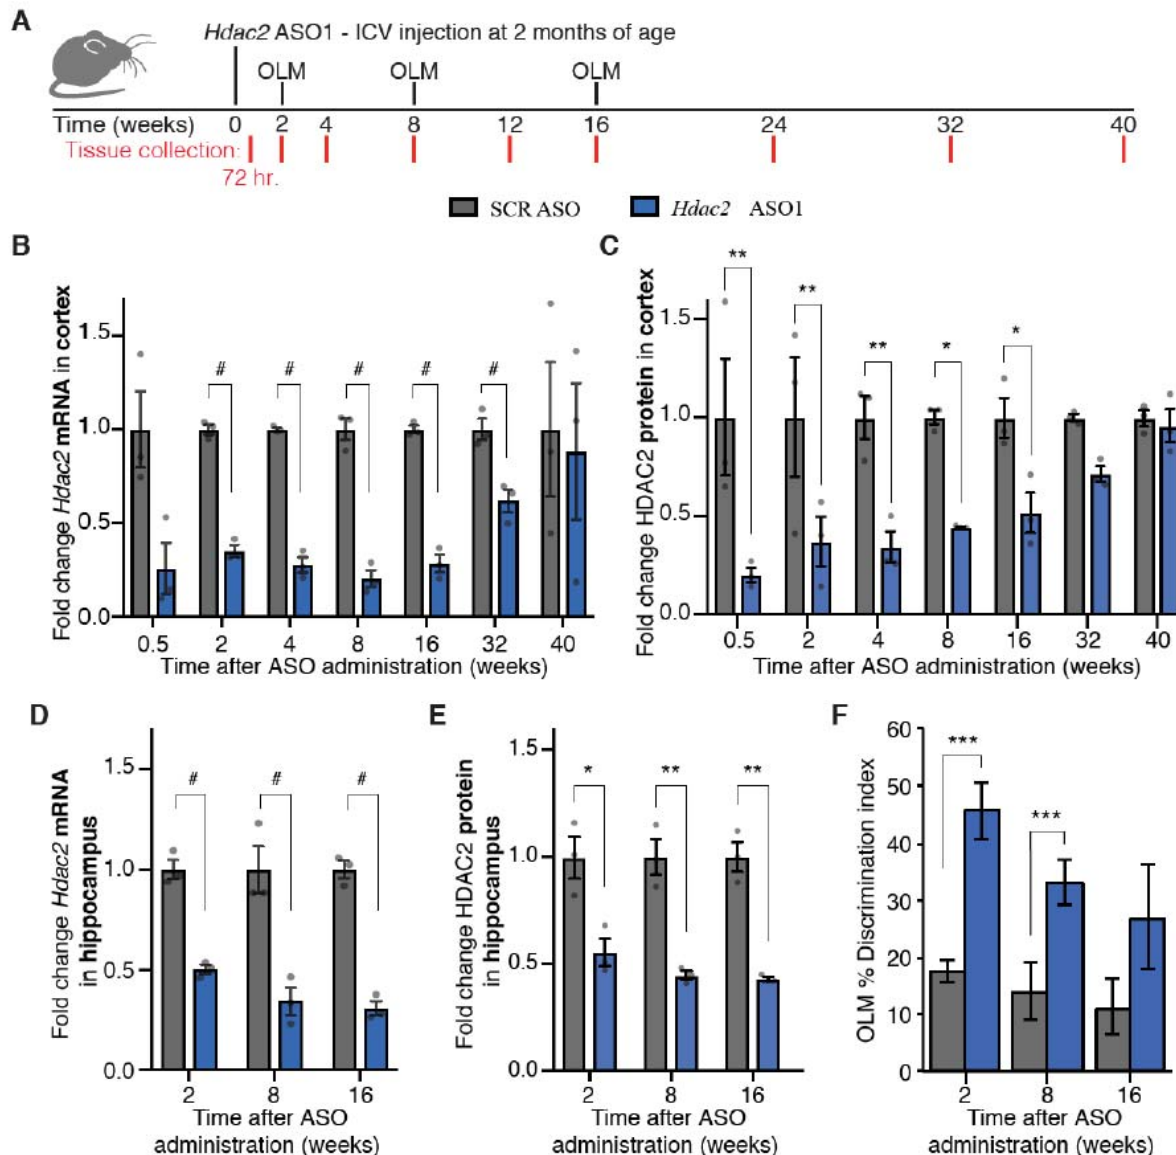 A
Hdac2 ASO1 - ICV injection at 2 months of age
OLM OLM OLM
Time (weeks) 0 2 4 8 12 16 24 32 40
Tissue collection:
72 hr.
SCR ASO Hdac2 ASO1
B
Fold change Hdac2 mRNA in cortex
1.5
1.0
0.5
0.0
# # # # #
0.5 2 4 8 16 32 40
Time after ASO administration (weeks)
C
Fold change HDAC2 protein in cortex
1.5
1.0
0.5
0.0
** ** ** * *
0.5 2 4 8 16 32 40
Time after ASO administration (weeks)
D
Fold change Hdac2 mRNA
in hippocampus
1.5
1.0
0.5
0.0
# # #
2 8 16
Time after ASO
administration (weeks)
E
Fold change HDAC2 protein
in hippocampus
1.5
1.0
0.5
0.0
* ** **
2 8 16
Time after ASO
administration (weeks)
F
OLM % Discrimination index
60
50
40
30
20
10
0
*** ***
2 8 16
Time after ASO
administration (weeks)